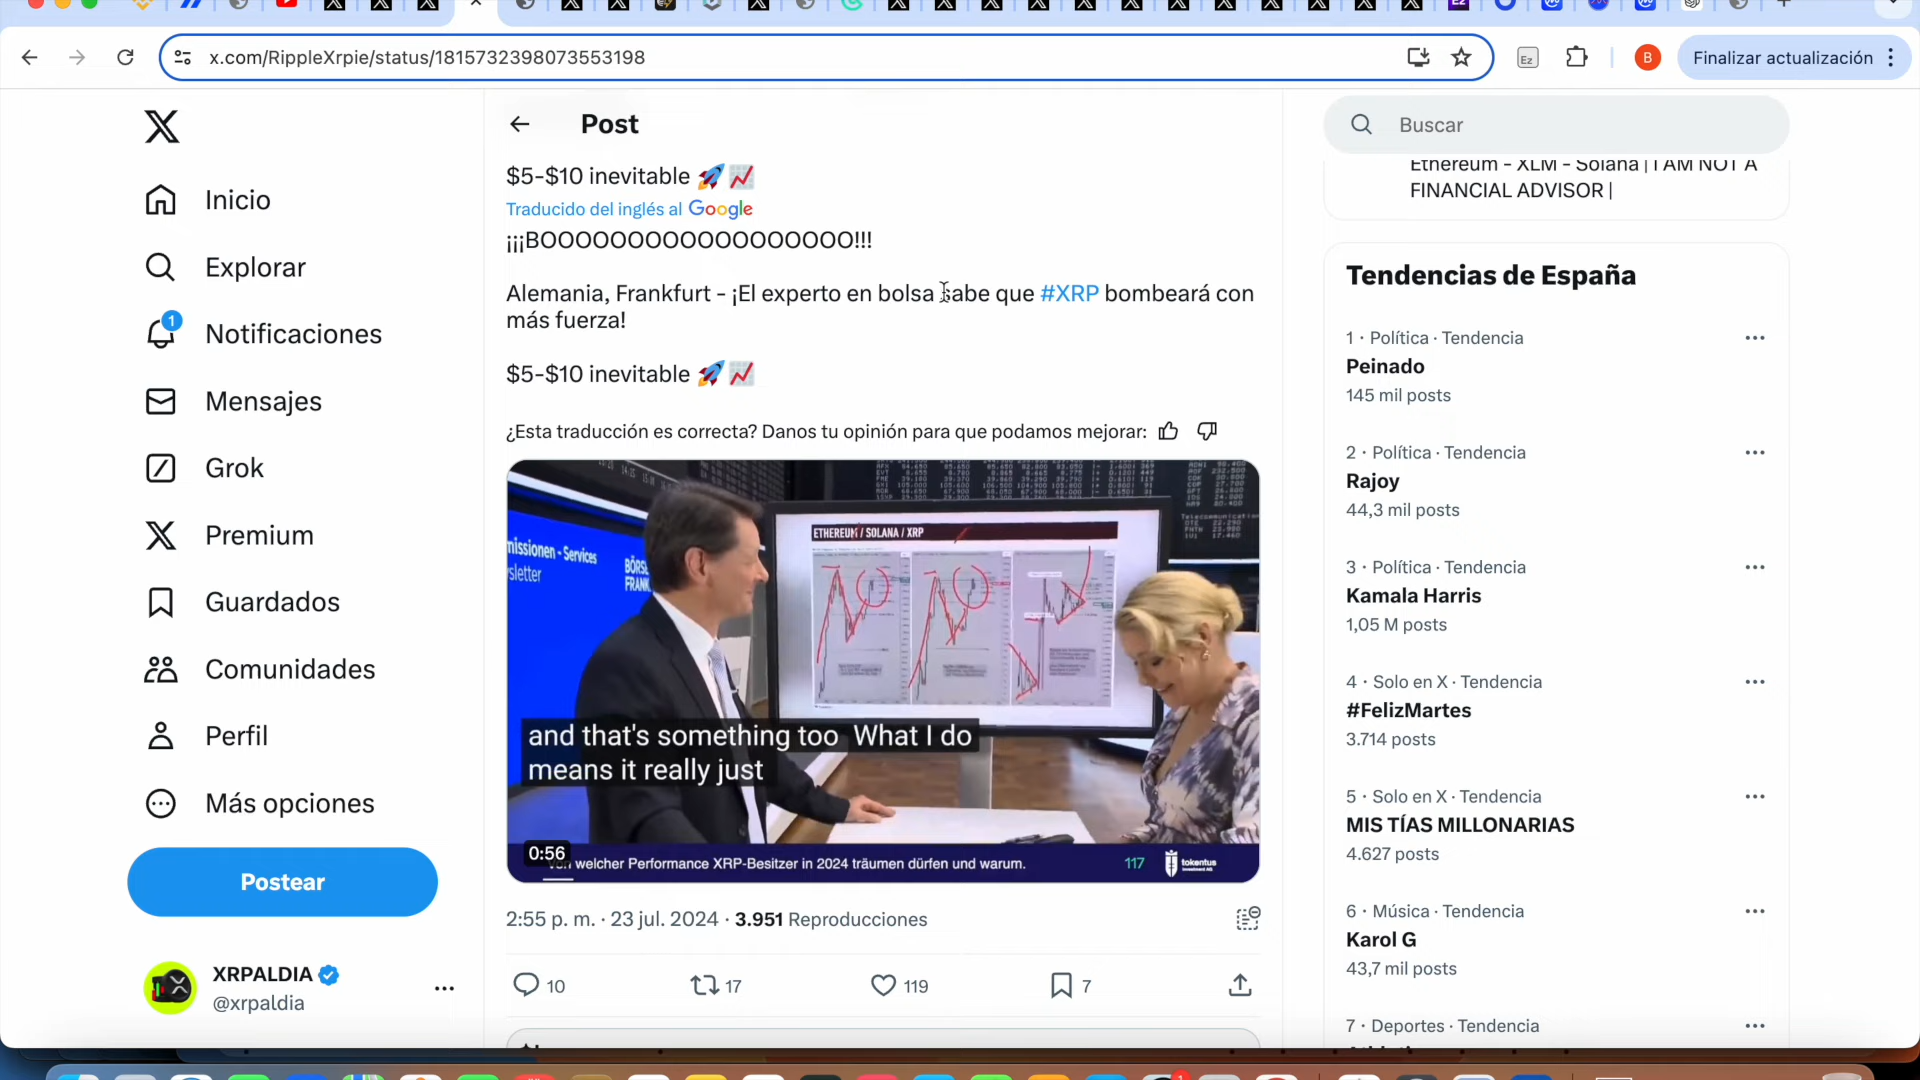 x.com/RippleXrpie/status/1815732398073553198
Ez
B
Finalizar actualización
Inicio
Explorar
1
Notificaciones
Mensajes
Grok
Premium
Guardados
Comunidades
Perfil
Más opciones
Postear
XRPALDIA
@xrpaldia
Post
$5-$10 inevitable 🚀📈
Traducido del inglés al Google
¡¡¡BOOOOOOOOOOOOOOOOOO!!!
Alemania, Frankfurt - ¡El experto en bolsa sabe que #XRP bombeará con
más fuerza!
$5-$10 inevitable 🚀📈
¿Esta traducción es correcta? Danos tu opinión para que podamos mejorar:
ETHEREUM / SOLANA / XRP
and that's something too What I do
means it really just
0:56
welcher Performance XRP-Besitzer in 2024 träumen dürfen und warum.
117
tokentus
2:55 p. m. · 23 jul. 2024 · 3.951 Reproducciones
10
17
119
7
Buscar
Ethereum - XLM - Solana | I AM NOT A
FINANCIAL ADVISOR |
Tendencias de España
1 · Política · Tendencia
Peinado
145 mil posts
2 · Política · Tendencia
Rajoy
44,3 mil posts
3 · Política · Tendencia
Kamala Harris
1,05 M posts
4 · Solo en X · Tendencia
#FelizMartes
3.714 posts
5 · Solo en X · Tendencia
MIS TÍAS MILLONARIAS
4.627 posts
6 · Música · Tendencia
Karol G
43,7 mil posts
7 · Deportes · Tendencia